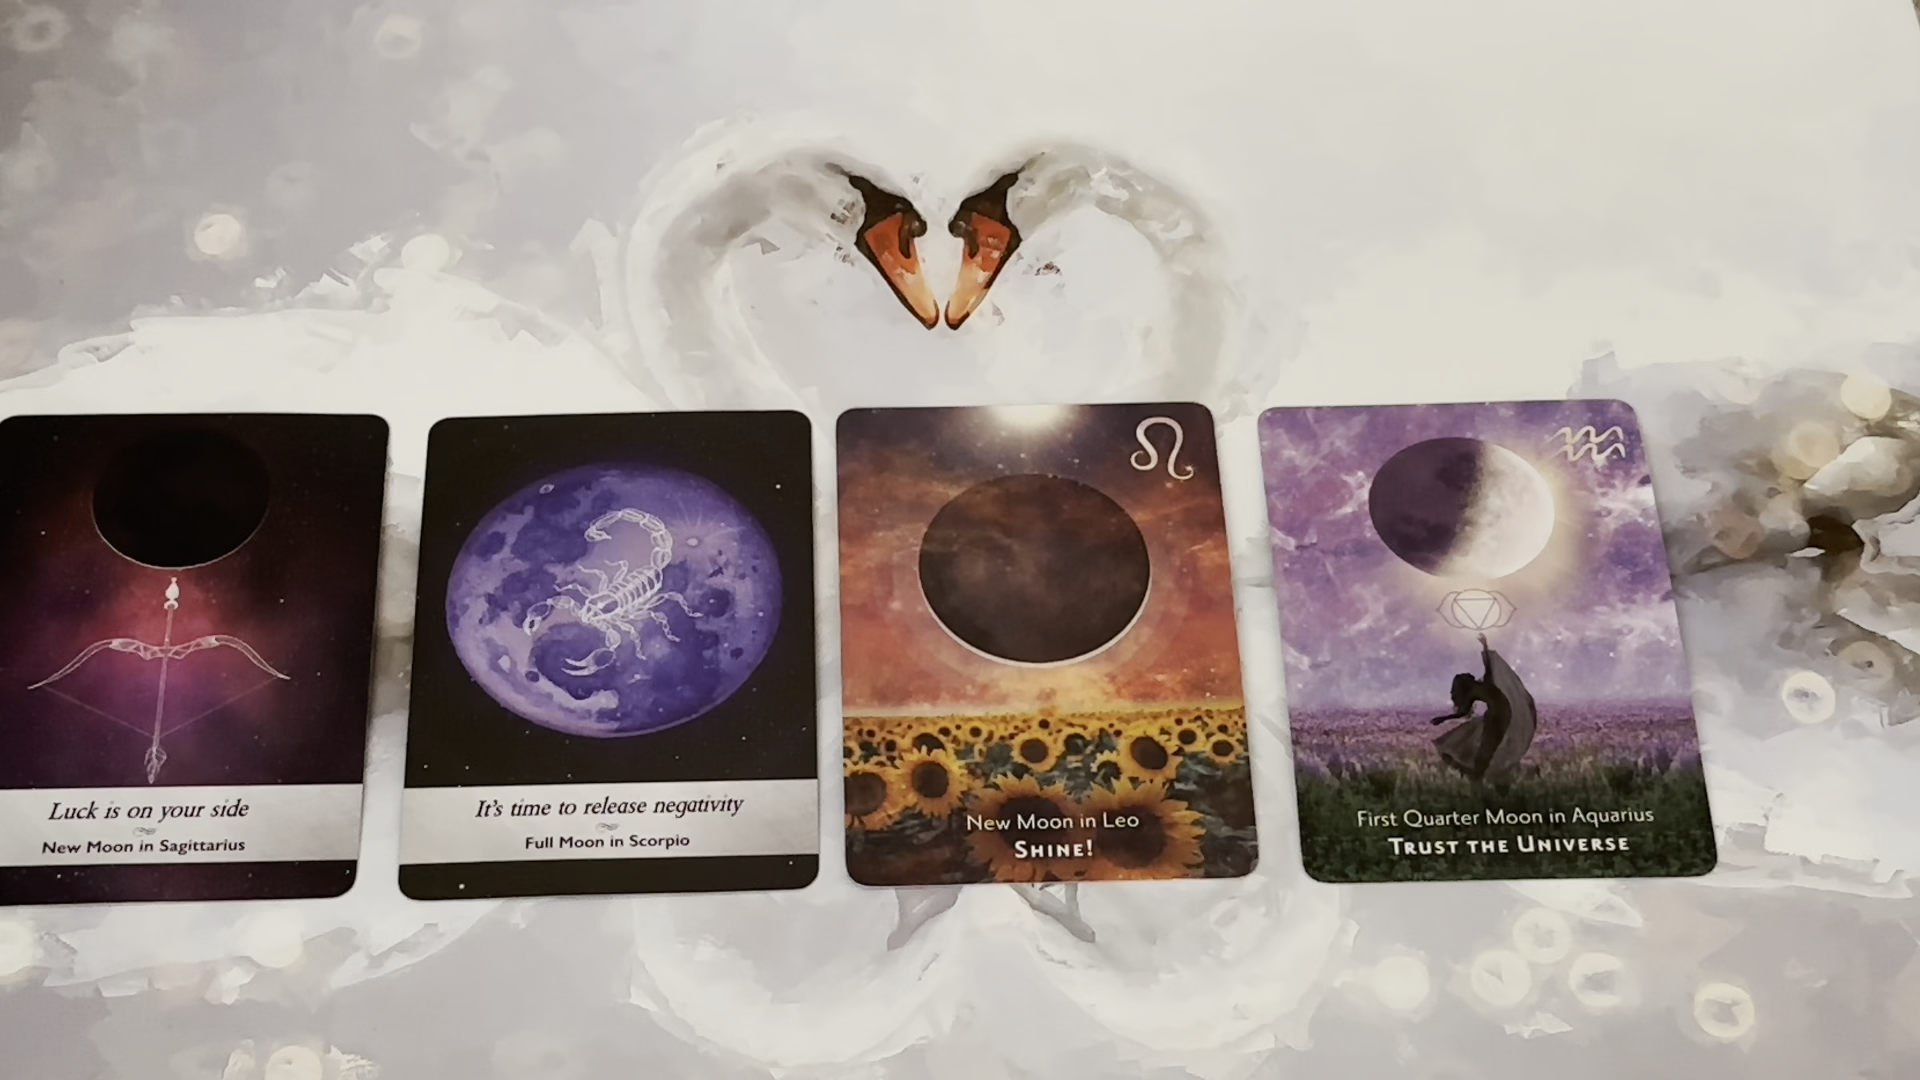 Luck is on your side
New Moon in Sagittarius
It's time to release negativity
Full Moon in Scorpio
New Moon in Leo
SHINE!
First Quarter Moon in Aquarius
TRUST THE UNIVERSE